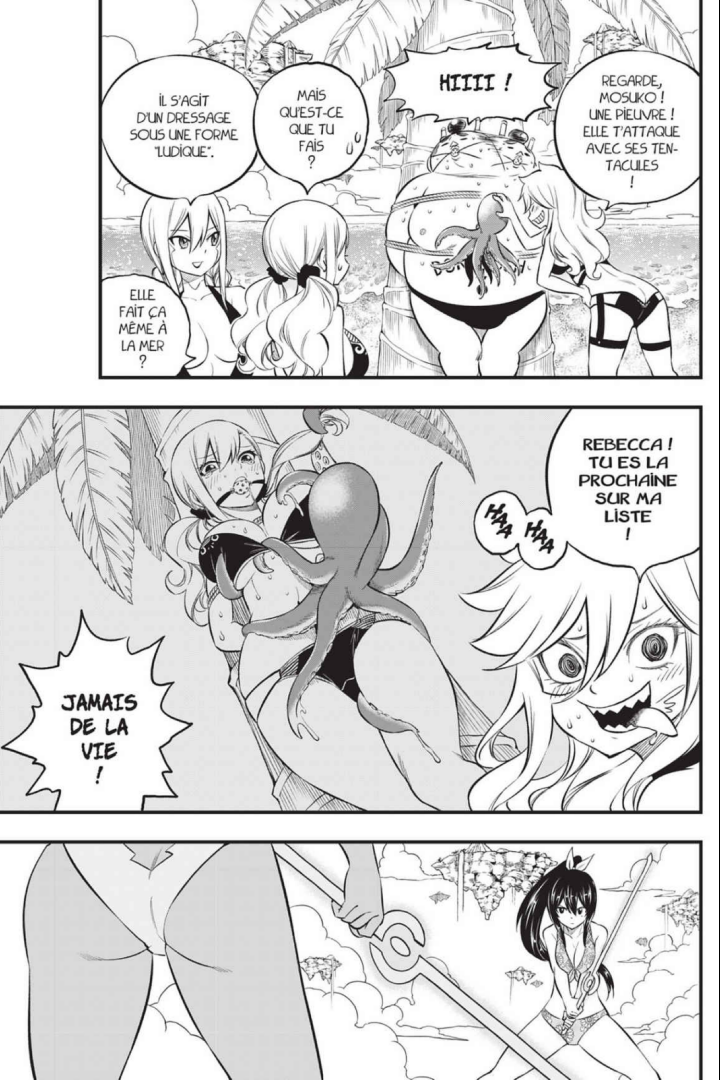 REGARDE,
MOSUKO !
UNE PIEUVRE !
ELLE T'ATTAQUE
AVEC SES TEN-
TACULES
!
HIIII !
MAIS
QU'EST-CE
QUE TU
FAIS
?
IL S'AGIT
D'UN DRESSAGE
SOUS UNE FORME
"LUDIQUE".
ELLE
FAIT ÇA
MÊME À
LA MER
?
REBECCA !
TU ES LA
PROCHAINE
SUR MA
LISTE
!
HAA
HAA
JAMAIS
DE LA
VIE
!